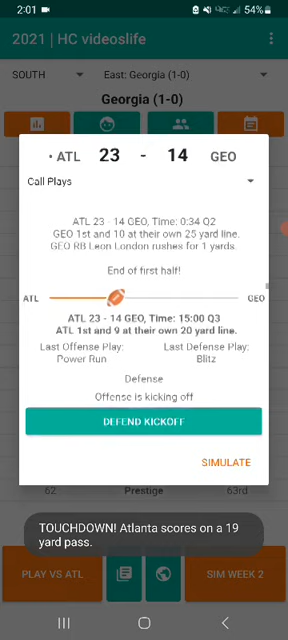 2:01
54%
2021 | HC videoslife
SOUTH
East: Georgia (1-0)
Georgia (1-0)
• ATL 23 - 14 GEO
Call Plays
ATL 23 - 14 GEO, Time: 0:34 Q2
GEO 1st and 10 at their own 25 yard line.
GEO RB Leon London rushes for 1 yards.
End of first half!
ATL
GEO
ATL 23 - 14 GEO, Time: 15:00 Q3
ATL 1st and 9 at their own 20 yard line.
Last Offense Play:
Power Run
Last Defense Play:
Blitz
Defense
Offense is kicking off
DEFEND KICKOFF
SIMULATE
62 Prestige 63rd
TOUCHDOWN! Atlanta scores on a 19
yard pass.
PLAY VS ATL
SIM WEEK 2